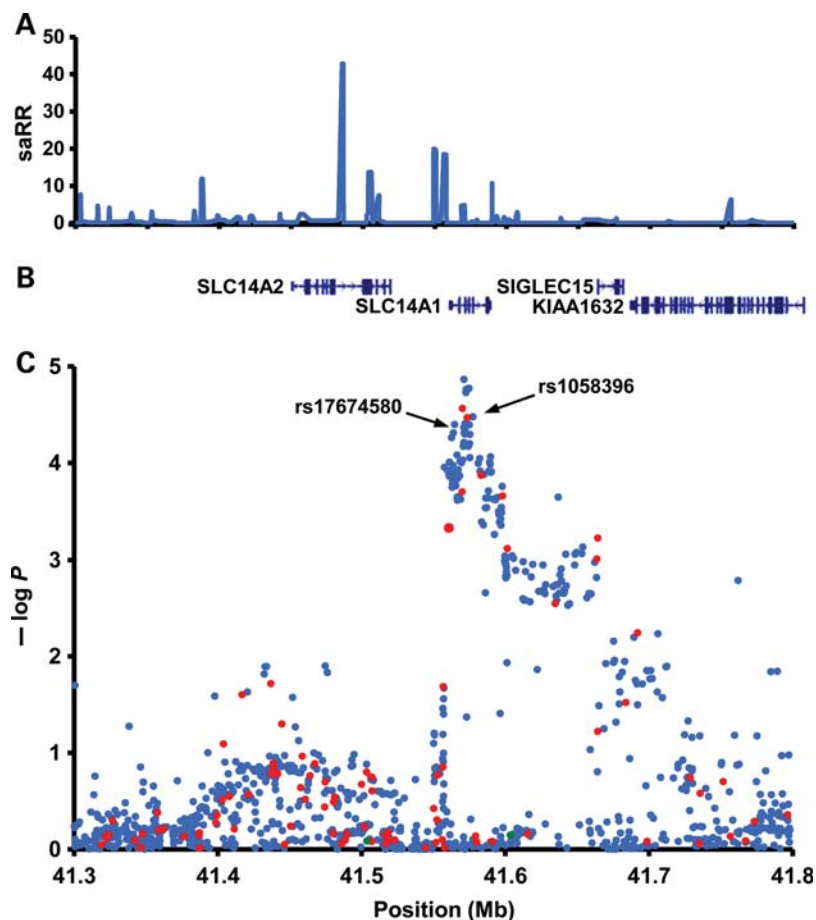 A
50
40
30
20
10
0
saRR
B
SLC14A2
SIGLEC15
SLC14A1
KIAA1632
C
5
4
3
2
1
0
— log P
rs17674580
rs1058396
41.3 41.4 41.5 41.6 41.7 41.8
Position (Mb)